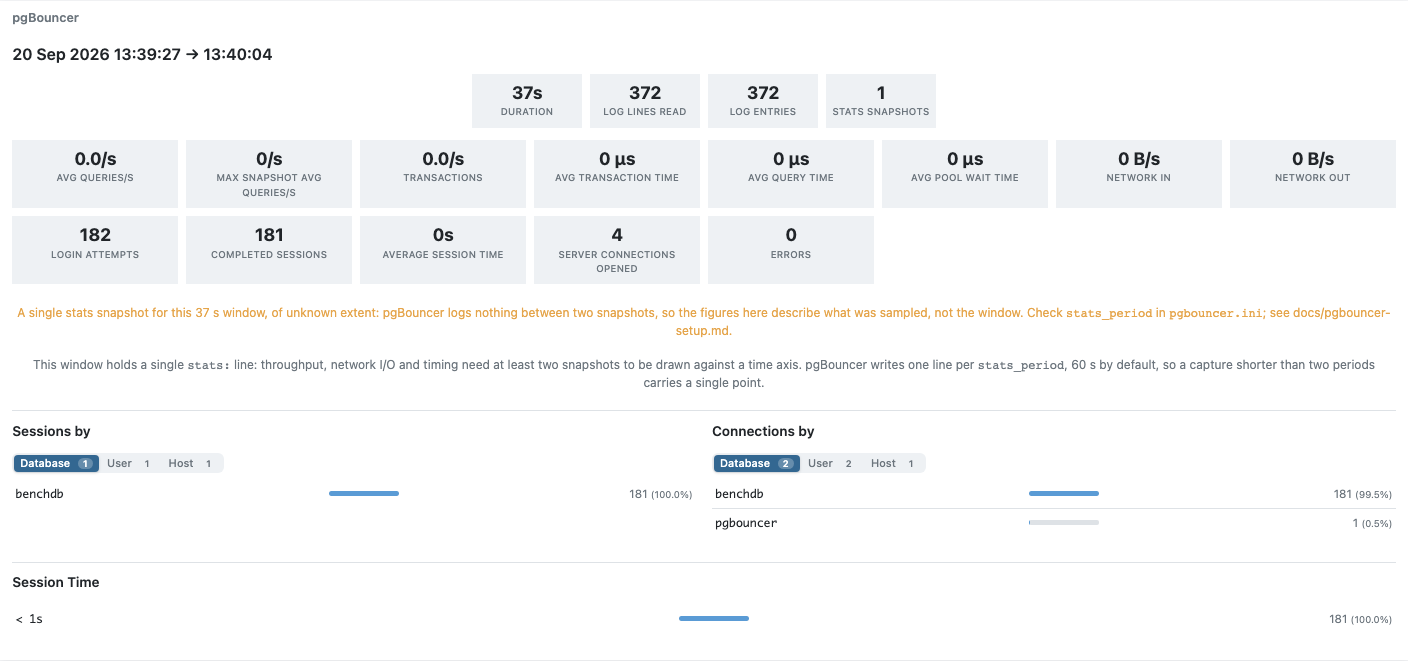 pgBouncer
20 Sep 2026 13:39:27 → 13:40:04
37s
DURATION
372
LOG LINES READ
372
LOG ENTRIES
1
STATS SNAPSHOTS
0.0/s
AVG QUERIES/S
0/s
MAX SNAPSHOT AVG
QUERIES/S
0.0/s
TRANSACTIONS
0 µs
AVG TRANSACTION TIME
0 µs
AVG QUERY TIME
0 µs
AVG POOL WAIT TIME
0 B/s
NETWORK IN
0 B/s
NETWORK OUT
182
LOGIN ATTEMPTS
181
COMPLETED SESSIONS
0s
AVERAGE SESSION TIME
4
SERVER CONNECTIONS
OPENED
0
ERRORS
A single stats snapshot for this 37 s window, of unknown extent: pgBouncer logs nothing between two snapshots, so the figures here describe what was sampled, not the window. Check stats_period in pgbouncer.ini; see docs/pgbouncer-
setup.md.
This window holds a single stats: line: throughput, network I/O and timing need at least two snapshots to be drawn against a time axis. pgBouncer writes one line per stats_period, 60 s by default, so a capture shorter than two periods
carries a single point.
Sessions by
Database 1 User 1 Host 1
benchdb 181 (100.0%)
Connections by
Database 2 User 2 Host 1
benchdb 181 (99.5%)
pgbouncer 1 (0.5%)
Session Time
< 1s 181 (100.0%)